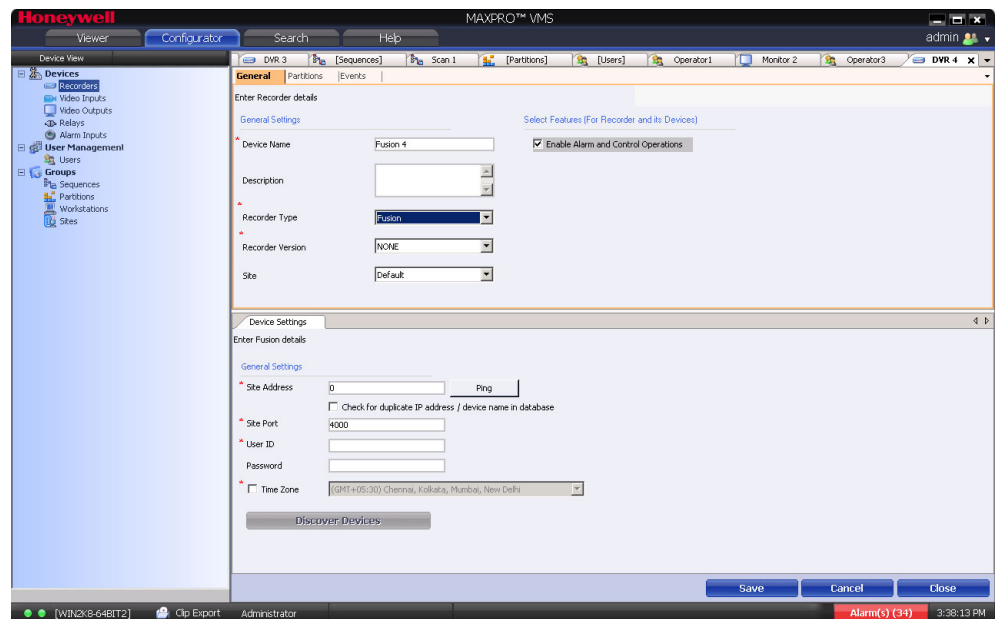 Honeywell
MAXPRO™ VMS
Viewer Configurator Search Help admin
Device View
Devices
Recorders
Video Inputs
Video Outputs
Relays
Alarm Inputs
User Management
Users
Groups
Sequences
Partitions
Workstations
Sites
DVR 3 [Sequences] Scan 1 [Partitions] [Users] Operator1 Monitor 2 Operator3 DVR 4
General Partitions Events
Enter Recorder details
General Settings Select Features (For Recorder and its Devices)
* Device Name Fusion 4 Enable Alarm and Control Operations
Description
* Recorder Type Fusion
* Recorder Version NONE
Site Default
Device Settings
Enter Fusion details
General Settings
* Site Address 0 Ping
Check for duplicate IP address / device name in database
* Site Port 4000
* User ID
Password
* Time Zone (GMT+05:30) Chennai, Kolkata, Mumbai, New Delhi
Discover Devices
Save Cancel Close
[WIN2K8-64BIT2] Clip Export Administrator Alarm(s) (34) 3:38:13 PM